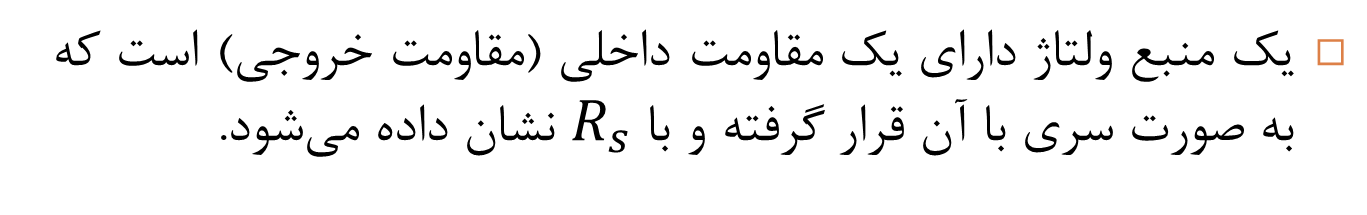 یک منبع ولتاژ دارای یک مقاومت داخلی (مقاومت خروجی) است که
به صورت سری با آن قرار گرفته و با R_S نشان داده می‌شود.